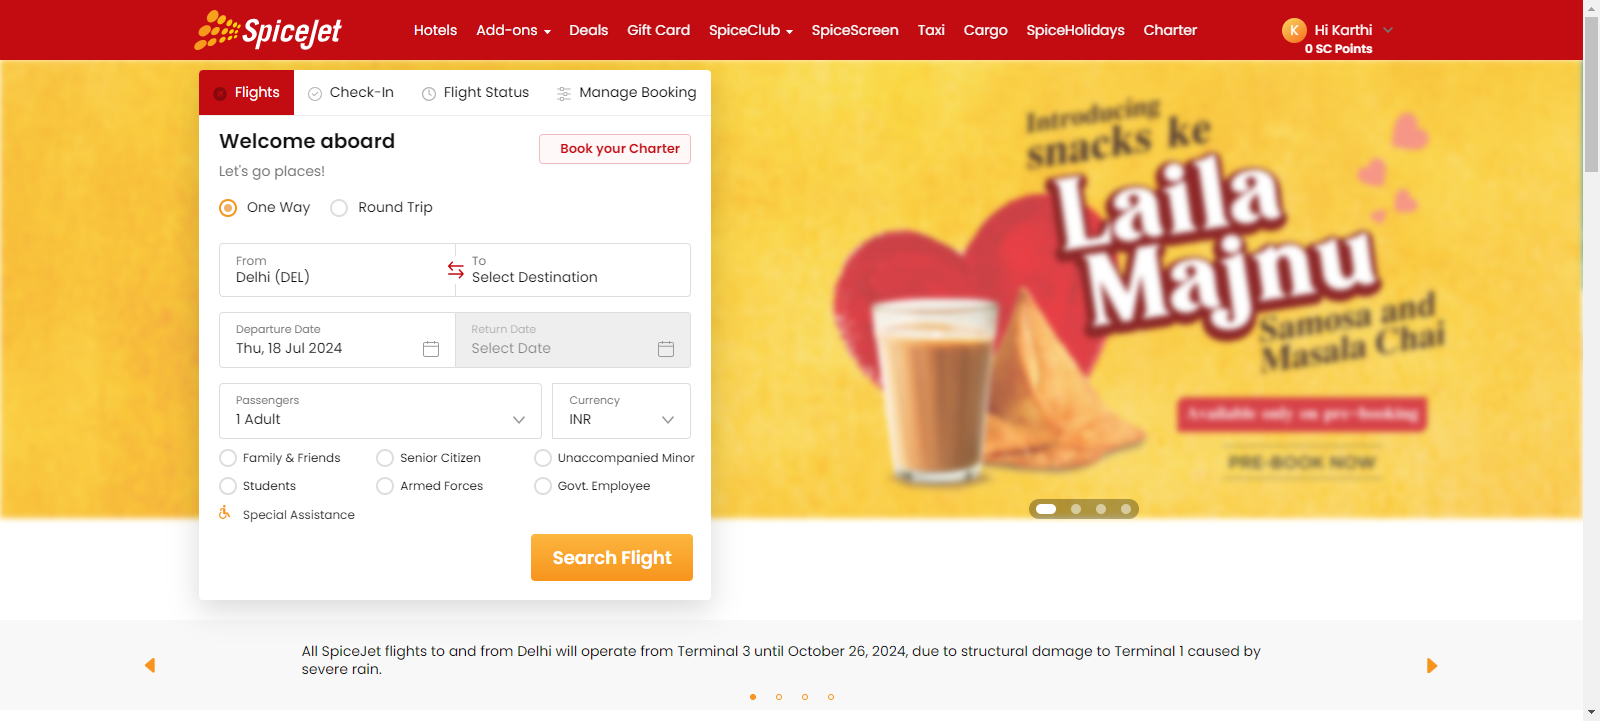 SpiceJet
Hotels Add-ons Deals Gift Card SpiceClub SpiceScreen Taxi Cargo SpiceHolidays Charter
K Hi Karthi
0 SC Points
Flights Check-In Flight Status Manage Booking
Welcome aboard
Book your Charter
Let's go places!
One Way Round Trip
From To
Delhi (DEL) Select Destination
Departure Date Return Date
Thu, 18 Jul 2024 Select Date
Passengers Currency
1 Adult INR
Family & Friends Senior Citizen Unaccompanied Minor
Students Armed Forces Govt. Employee
Special Assistance
Search Flight
Introducing
snacks ke
Laila
Majnu
Samosa and
Masala Chai
Available only on pre-booking
PRE-BOOK NOW
All SpiceJet flights to and from Delhi will operate from Terminal 3 until October 26, 2024, due to structural damage to Terminal 1 caused by
severe rain.